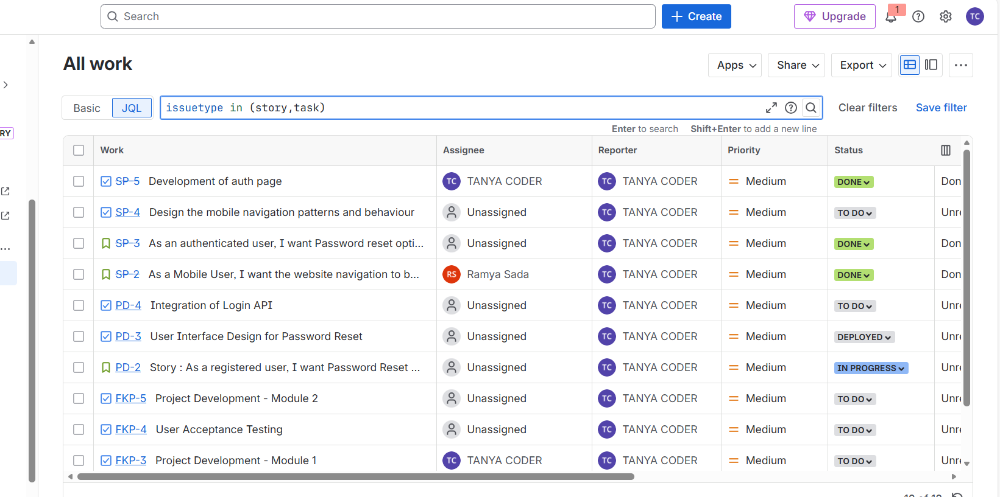 Search
Create
Upgrade
1
TC
All work
Apps
Share
Export
RY
Basic
JQL
issuetype in (story,task)
Clear filters
Save filter
Enter to search Shift+Enter to add a new line
Work Assignee Reporter Priority Status
SP-5 Development of auth page TC TANYA CODER TC TANYA CODER Medium DONE Don
SP-4 Design the mobile navigation patterns and behaviour Unassigned TC TANYA CODER Medium TO DO Unre
SP-3 As an authenticated user, I want Password reset opti... Unassigned TC TANYA CODER Medium DONE Don
SP-2 As a Mobile User, I want the website navigation to b... RS Ramya Sada TC TANYA CODER Medium DONE Don
PD-4 Integration of Login API Unassigned TC TANYA CODER Medium TO DO Unre
PD-3 User Interface Design for Password Reset Unassigned TC TANYA CODER Medium DEPLOYED Unre
PD-2 Story : As a registered user, I want Password Reset ... Unassigned TC TANYA CODER Medium IN PROGRESS Unre
FKP-5 Project Development - Module 2 Unassigned TC TANYA CODER Medium TO DO Unre
FKP-4 User Acceptance Testing Unassigned TC TANYA CODER Medium TO DO Unre
FKP-3 Project Development - Module 1 TC TANYA CODER TC TANYA CODER Medium TO DO Unre